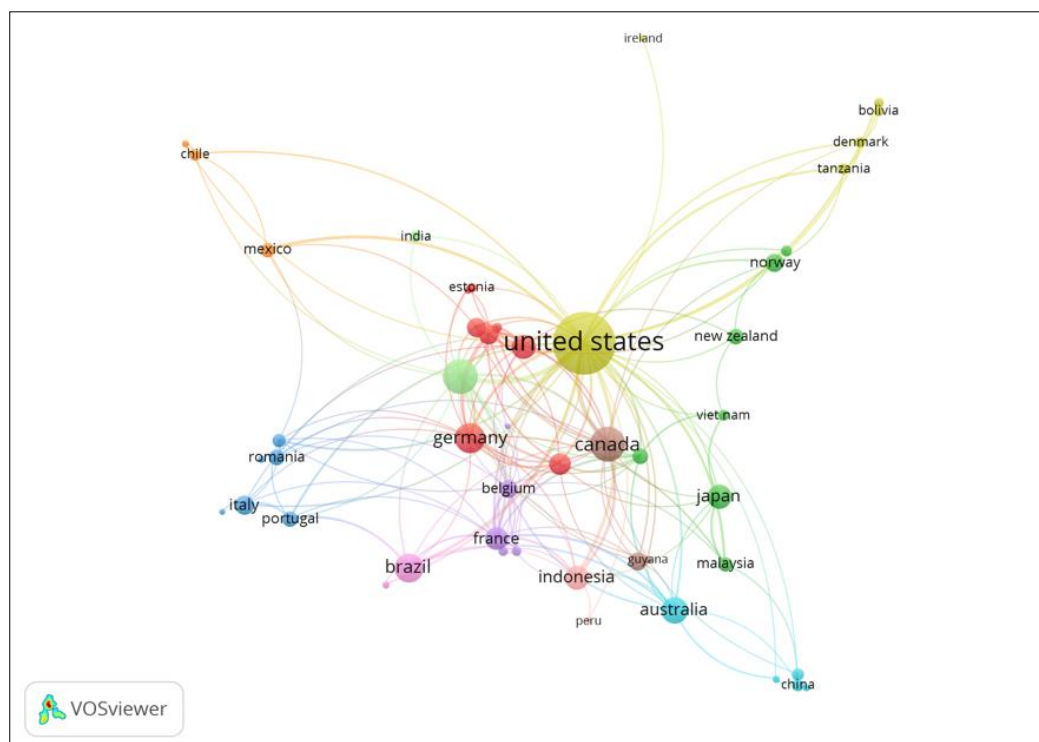 ireland
bolivia
denmark
tanzania
chile
india
mexico
norway
estonia
united states
new zealand
viet nam
germany
canada
romania
belgium
japan
italy
portugal
france
brazil
indonesia
guyana
malaysia
australia
peru
china
VOSviewer